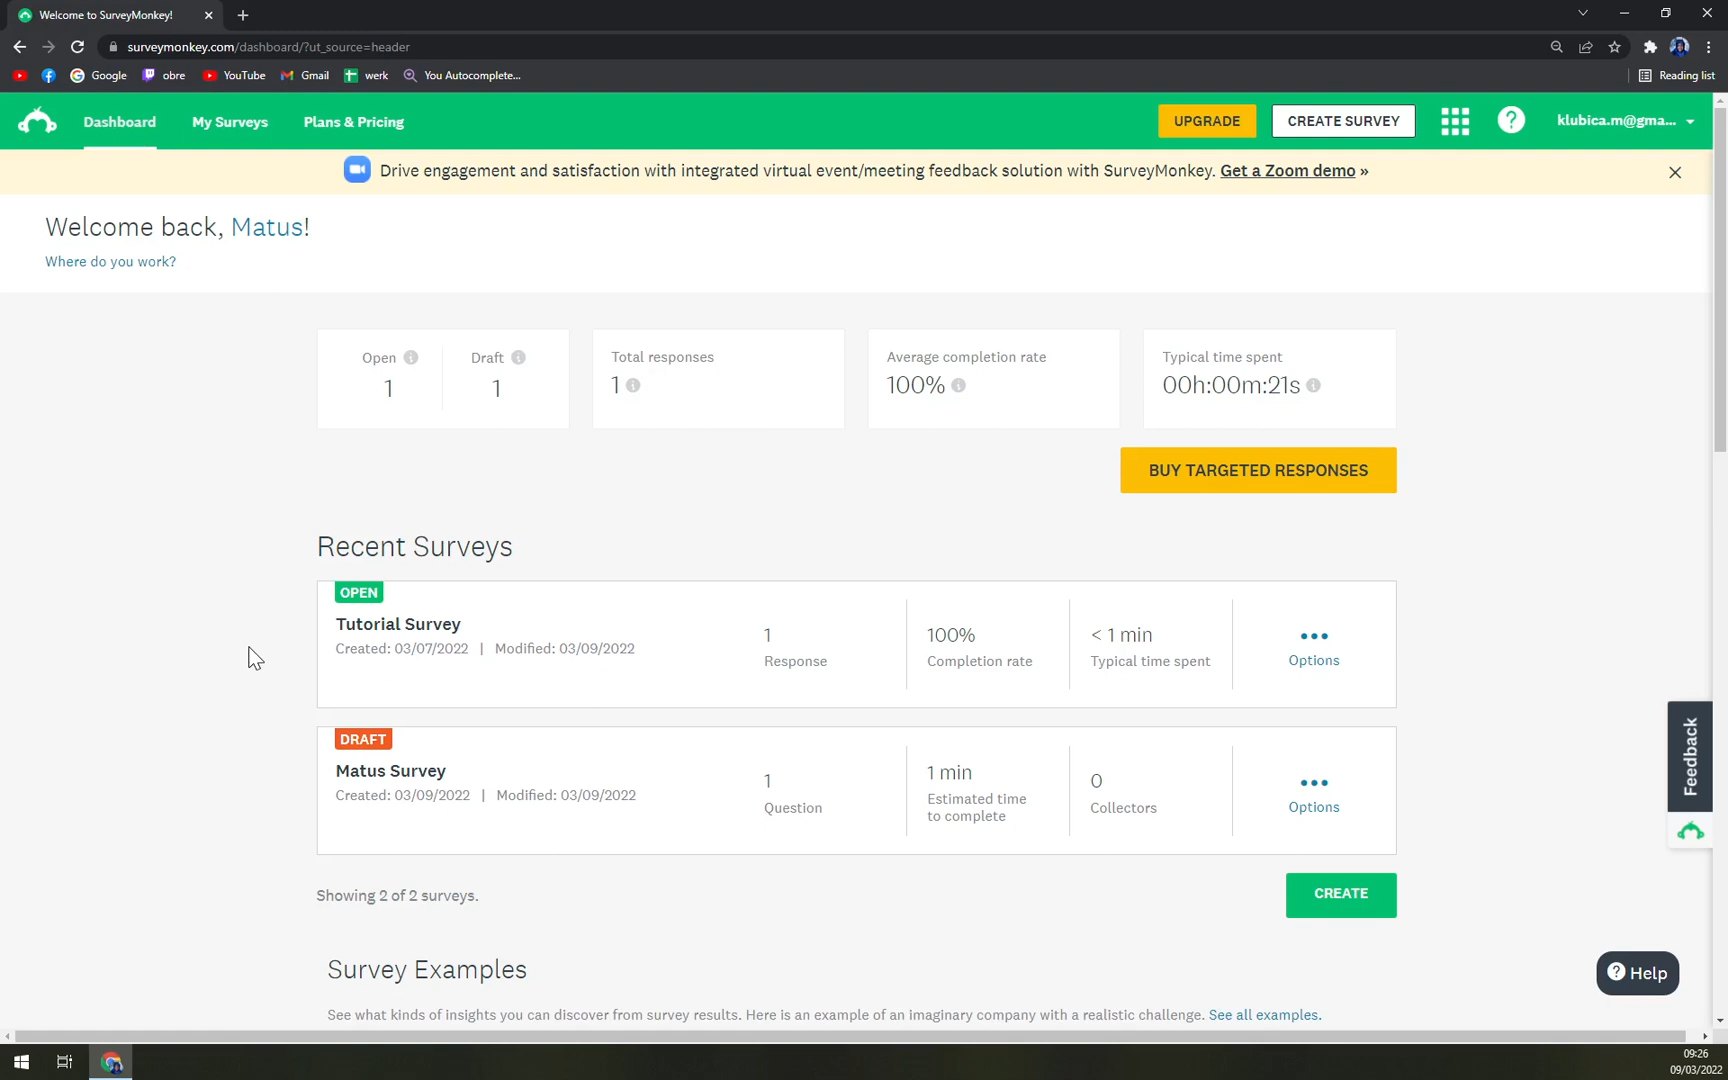 Welcome to SurveyMonkey!
surveymonkey.com/dashboard/?ut_source=header
Google
obre
YouTube
Gmail
werk
You Autocomplete...
Reading list
Dashboard
My Surveys
Plans & Pricing
UPGRADE
CREATE SURVEY
?
klubica.m@gma...
Drive engagement and satisfaction with integrated virtual event/meeting feedback solution with SurveyMonkey. Get a Zoom demo »
Welcome back, Matus!
Where do you work?
Open
1
Draft
1
Total responses
1
Average completion rate
100%
Typical time spent
00h:00m:21s
BUY TARGETED RESPONSES
Recent Surveys
OPEN
Tutorial Survey
Created: 03/07/2022 | Modified: 03/09/2022
1
Response
100%
Completion rate
< 1 min
Typical time spent
Options
DRAFT
Matus Survey
Created: 03/09/2022 | Modified: 03/09/2022
1
Question
1 min
Estimated time
to complete
0
Collectors
Options
Feedback
Showing 2 of 2 surveys.
CREATE
Survey Examples
? Help
See what kinds of insights you can discover from survey results. Here is an example of an imaginary company with a realistic challenge. See all examples.
09:26
09/03/2022